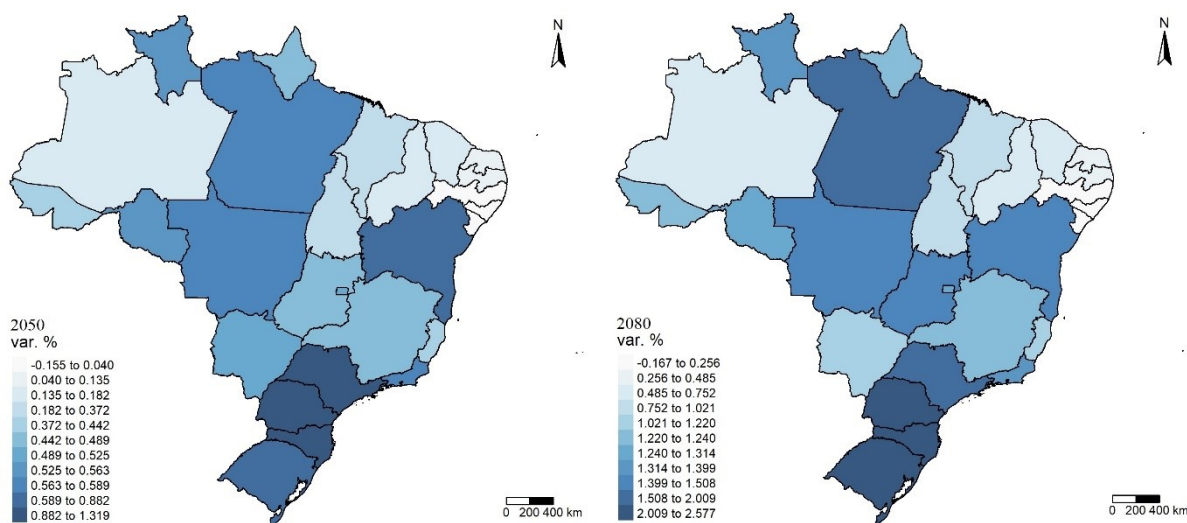 N
2050
var. %
-0.155 to 0.040
0.040 to 0.135
0.135 to 0.182
0.182 to 0.372
0.372 to 0.442
0.442 to 0.489
0.489 to 0.525
0.525 to 0.563
0.563 to 0.589
0.589 to 0.882
0.882 to 1.319
0 200 400 km
N
2080
var. %
-0.167 to 0.256
0.256 to 0.485
0.485 to 0.752
0.752 to 1.021
1.021 to 1.220
1.220 to 1.240
1.240 to 1.314
1.314 to 1.399
1.399 to 1.508
1.508 to 2.009
2.009 to 2.577
0 200 400 km